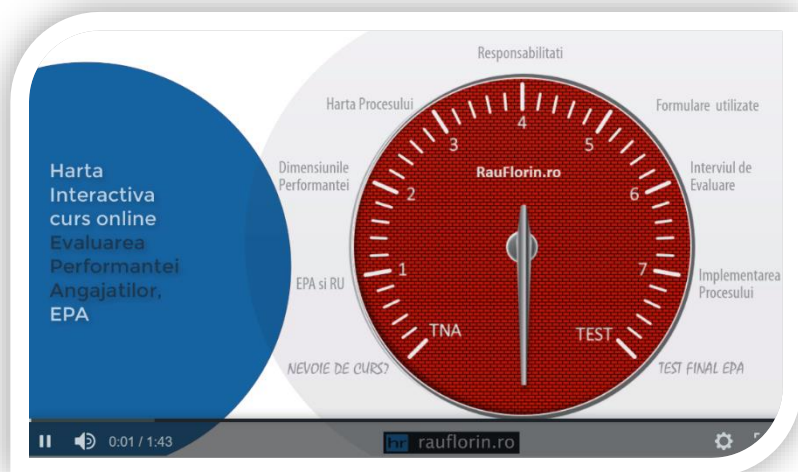 Harta
Interactiva
curs online
Evaluarea
Performantei
Angajatilor,
EPA
Responsabilitati
Harta Procesului
Formulare utilizate
Dimensiunile
Performantei
Interviul de
Evaluare
EPA si RU
Implementarea
Procesului
NEVOIE DE CURS?
TEST FINAL EPA
RauFlorin.ro
TNA
1
2
3
4
5
6
7
TEST
0:01 / 1:43
hr rauflorin.ro